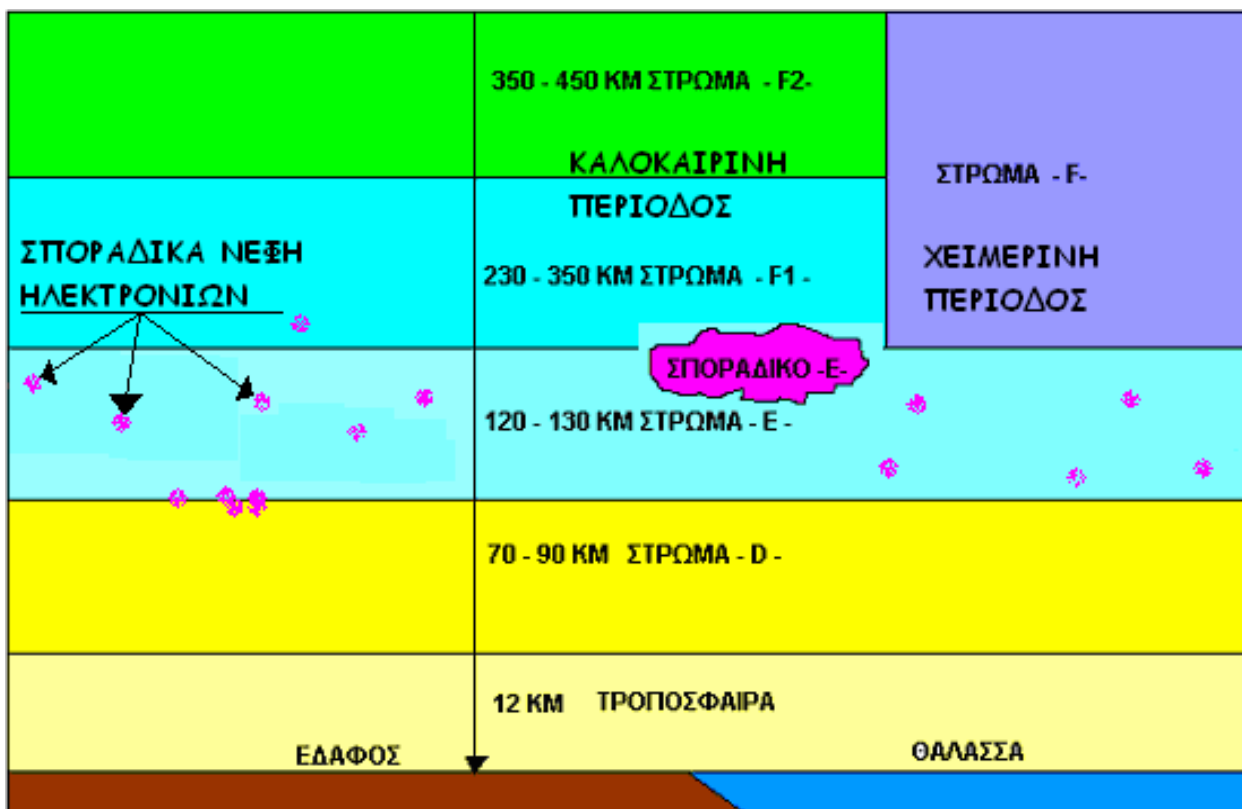 350 - 450 ΚΜ ΣΤΡΩΜΑ - F2-
ΚΑΛΟΚΑΙΡΙΝΗ
ΠΕΡΙΟΔΟΣ
ΣΤΡΩΜΑ - F-
ΧΕΙΜΕΡΙΝΗ
ΠΕΡΙΟΔΟΣ
ΣΠΟΡΑΔΙΚΑ ΝΕΦΗ
ΗΛΕΚΤΡΟΝΙΩΝ
230 - 350 ΚΜ ΣΤΡΩΜΑ - F1 -
ΣΠΟΡΑΔΙΚΟ -Ε-
120 - 130 ΚΜ ΣΤΡΩΜΑ - Ε -
70 - 90 ΚΜ ΣΤΡΩΜΑ - D -
12 ΚΜ ΤΡΟΠΟΣΦΑΙΡΑ
ΕΔΑΦΟΣ
ΘΑΛΑΣΣΑ